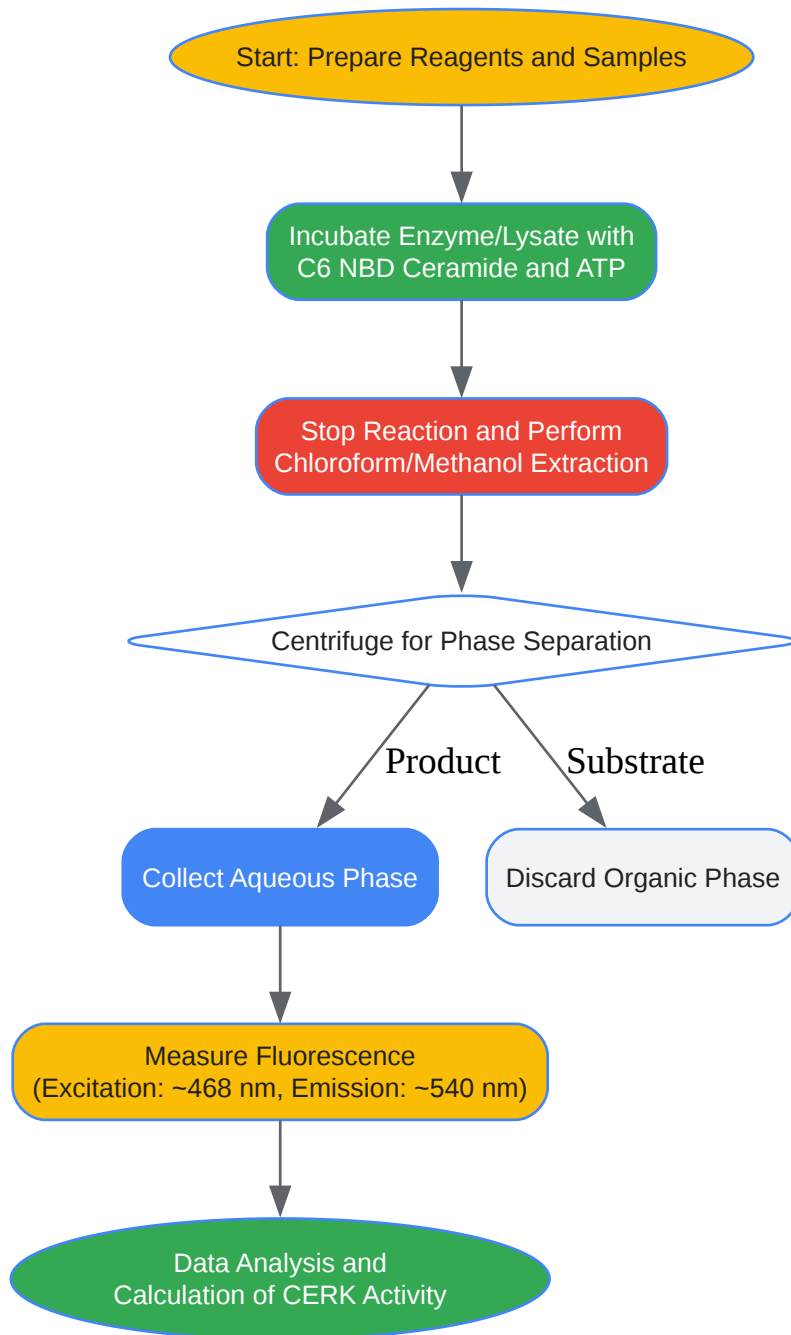 Start: Prepare Reagents and Samples
Incubate Enzyme/Lysate with
C6 NBD Ceramide and ATP
Stop Reaction and Perform
Chloroform/Methanol Extraction
Centrifuge for Phase Separation
Product
Substrate
Collect Aqueous Phase
Discard Organic Phase
Measure Fluorescence
(Excitation: ~468 nm, Emission: ~540 nm)
Data Analysis and
Calculation of CERK Activity